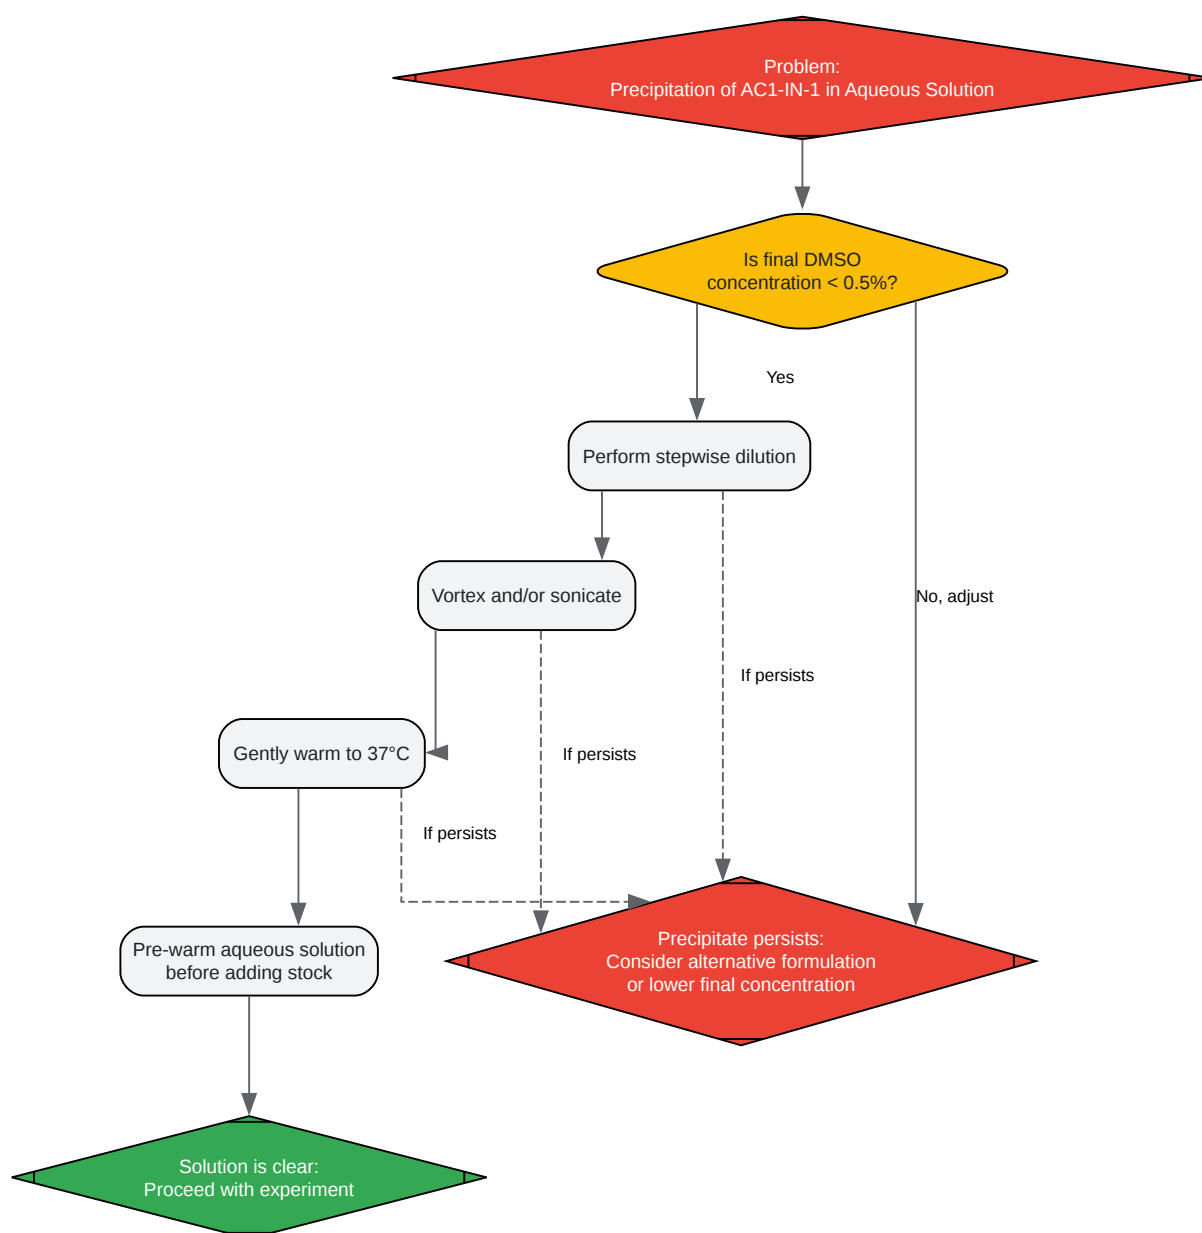 Problem:
Precipitation of AC1-IN-1 in Aqueous Solution
Is final DMSO
concentration < 0.5%?
Yes
Perform stepwise dilution
Vortex and/or sonicate
No, adjust
If persists
Gently warm to 37°C
If persists
If persists
Pre-warm aqueous solution
before adding stock
Precipitate persists:
Consider alternative formulation
or lower final concentration
Solution is clear:
Proceed with experiment